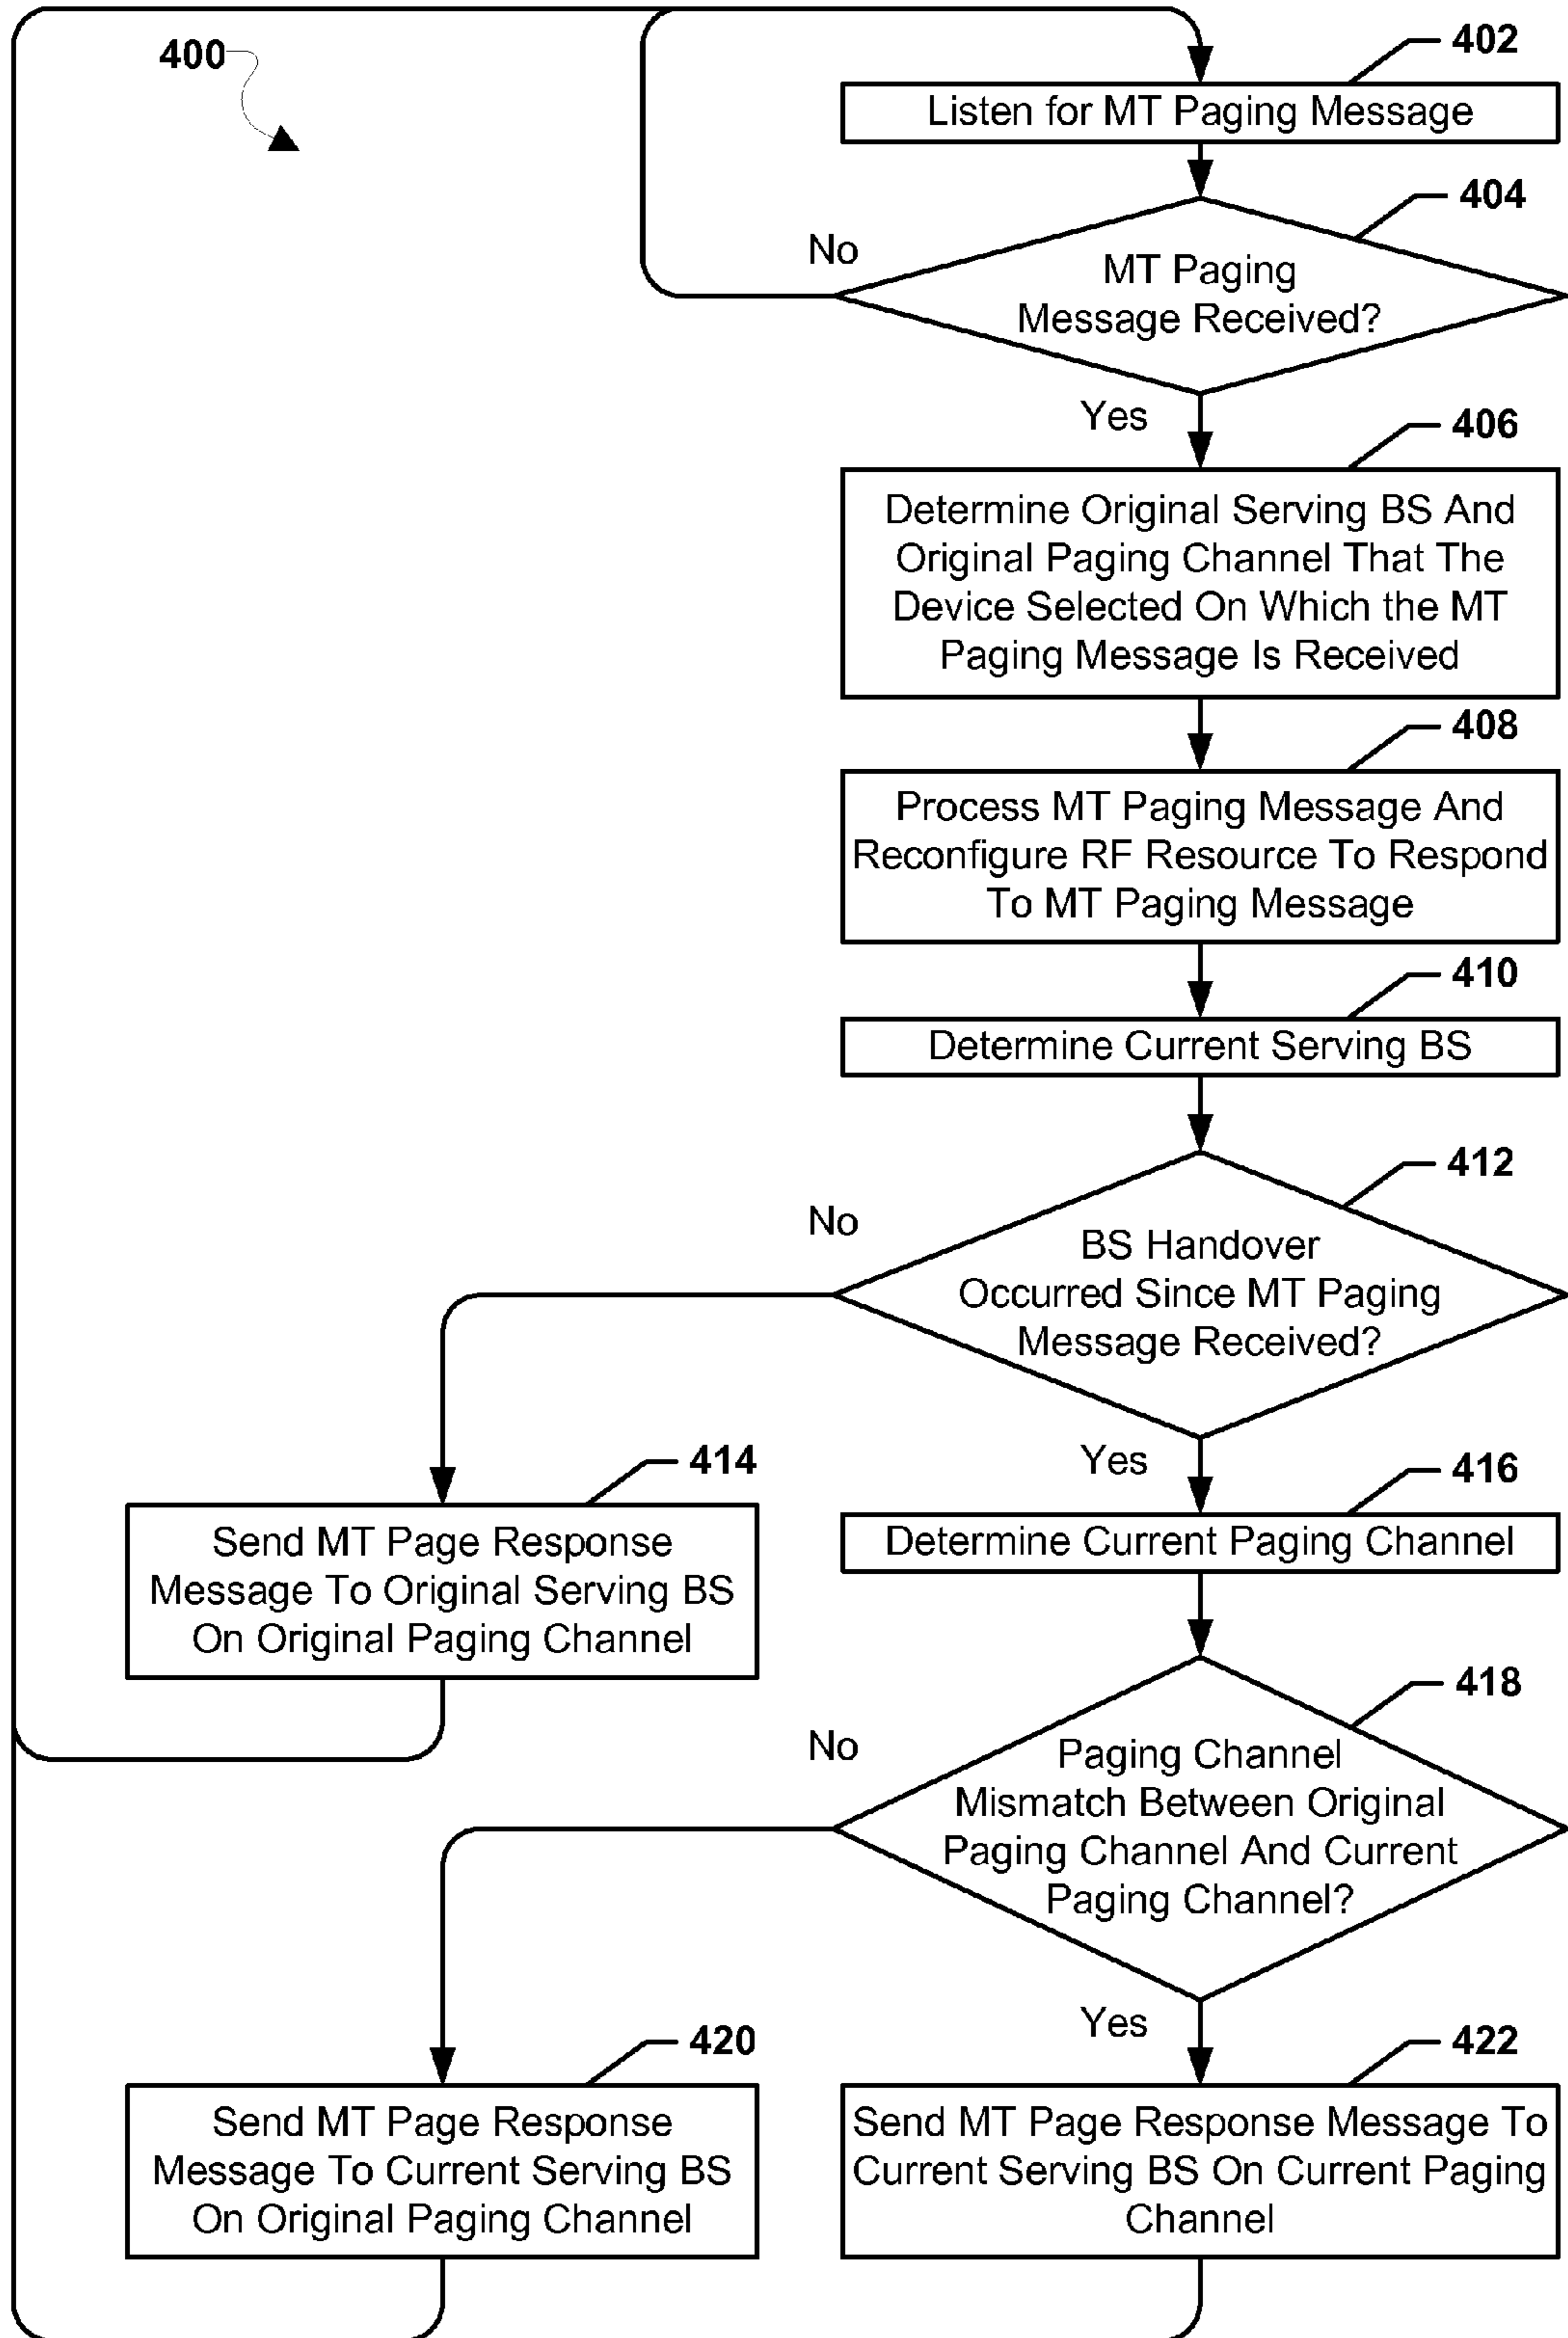 400
402
Listen for MT Paging Message
404
No
MT Paging
Message Received?
Yes
406
Determine Original Serving BS And
Original Paging Channel That The
Device Selected On Which the MT
Paging Message Is Received
408
Process MT Paging Message And
Reconfigure RF Resource To Respond
To MT Paging Message
410
Determine Current Serving BS
412
No
BS Handover
Occurred Since MT Paging
Message Received?
Yes
414
Send MT Page Response
Message To Original Serving BS
On Original Paging Channel
416
Determine Current Paging Channel
418
No
Paging Channel
Mismatch Between Original
Paging Channel And Current
Paging Channel?
Yes
420
Send MT Page Response
Message To Current Serving BS
On Original Paging Channel
422
Send MT Page Response Message To
Current Serving BS On Current Paging
Channel